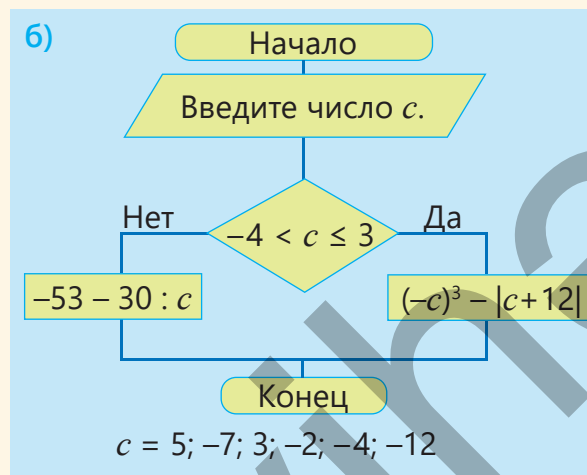 б)
Начало
Введите число c.
Нет
−4 < c ≤ 3
Да
−53 − 30 : c
(−c)³ − |c+12|
Конец
c = 5; −7; 3; −2; −4; −12